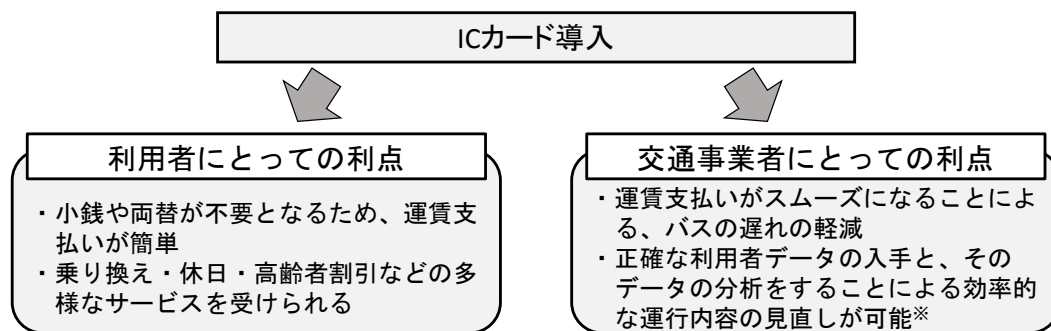 ICカード導入
利用者にとっての利点
・小銭や両替が不要となるため、運賃支
払いが簡単
・乗り換え・休日・高齢者割引などの多
様なサービスを受けられる
交通事業者にとっての利点
・運賃支払いがスムーズになることによ
る、バスの遅れの軽減
・正確な利用者データの入手と、その
データの分析をすることによる効率的
な運行内容の見直しが可能※